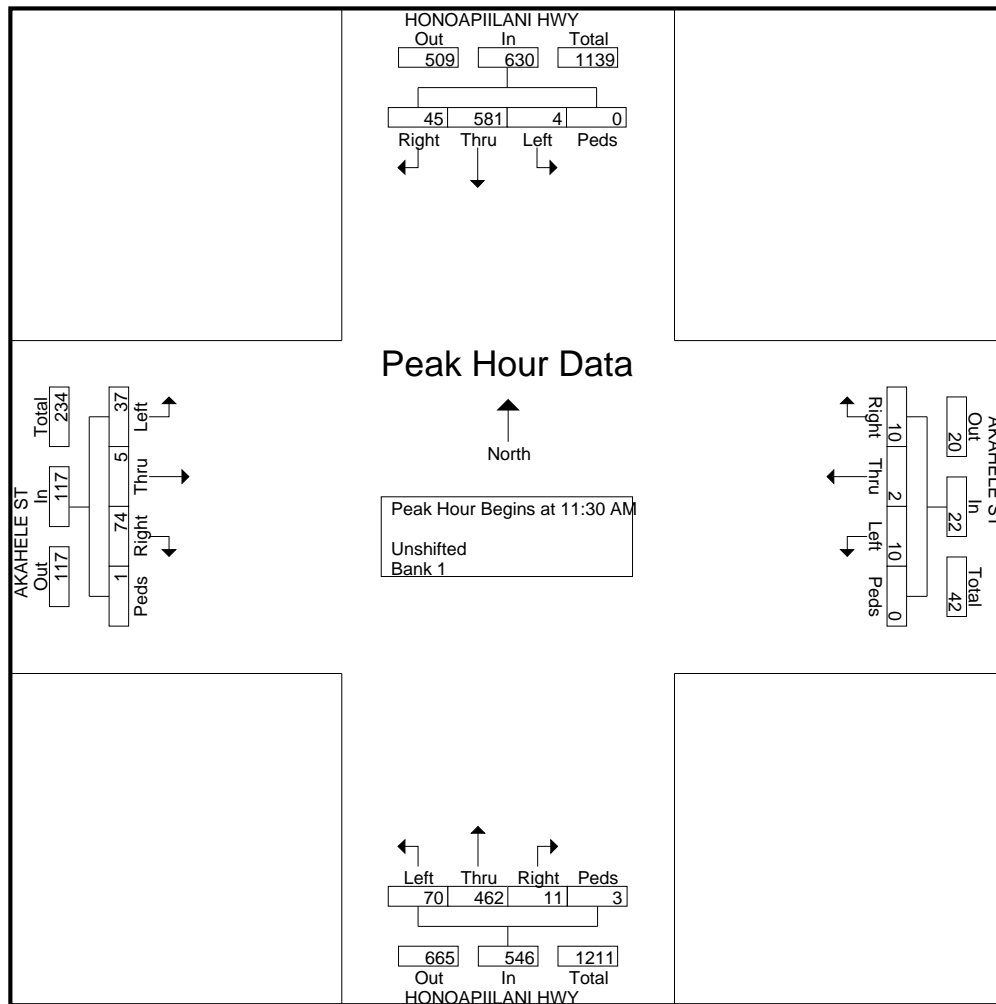 HONOAPIILANI HWY
Out In Total
509 630 1139
45 581 4 0
Right Thru Left Peds
Peak Hour Data
North
Peak Hour Begins at 11:30 AM
Unshifted
Bank 1
AKAHELE ST
Out In Total
117 117 234
37 5 74 1
Left Thru Right Peds
Right Thru Left Peds
10 2 10 0
20 22 42
Out In Total
AKAHELE ST
Left Thru Right Peds
70 462 11 3
665 546 1211
Out In Total
HONOAPIILANI HWY